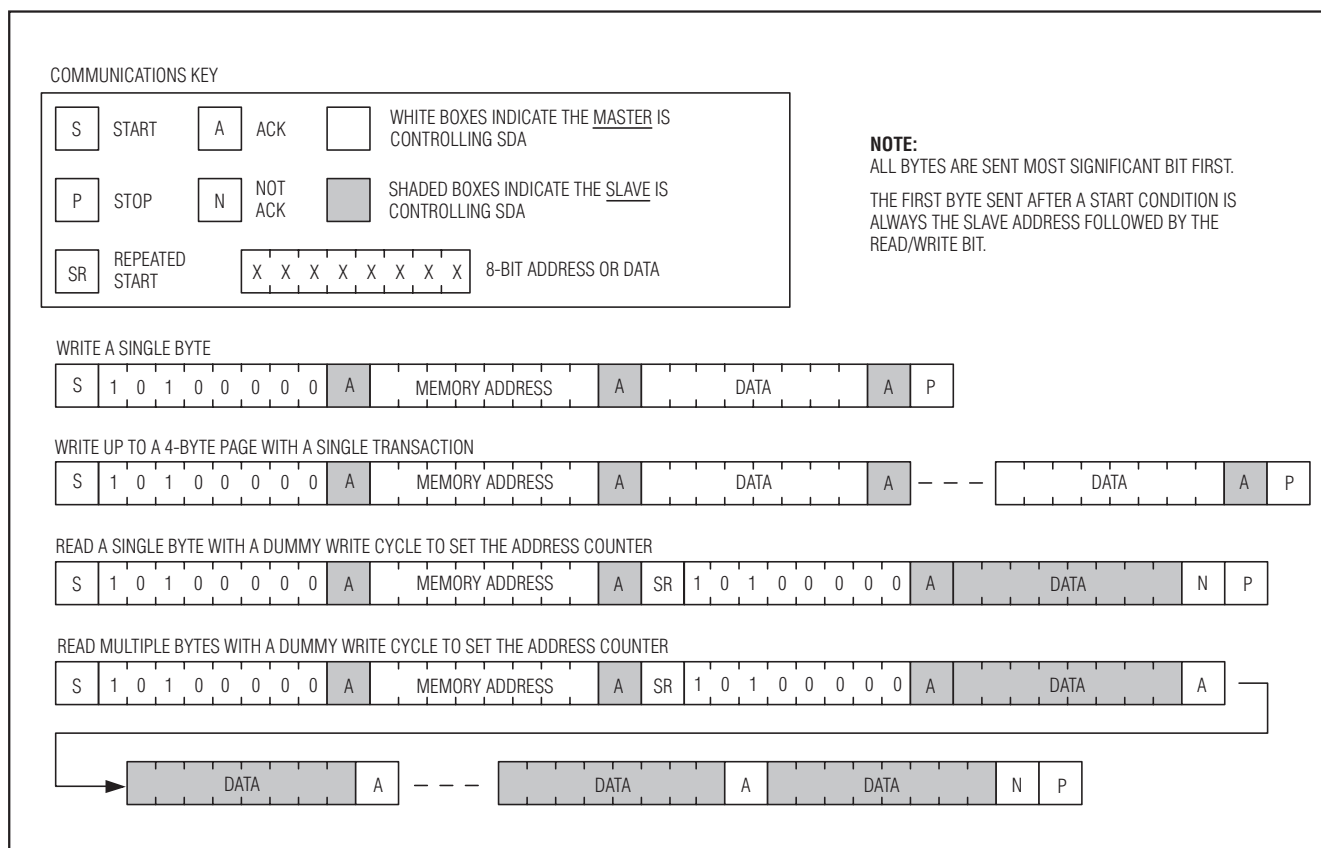 COMMUNICATIONS KEY
S START A ACK WHITE BOXES INDICATE THE MASTER IS
CONTROLLING SDA
P STOP N NOT
ACK SHADED BOXES INDICATE THE SLAVE IS
CONTROLLING SDA
SR REPEATED
START X X X X X X X X 8-BIT ADDRESS OR DATA
NOTE:
ALL BYTES ARE SENT MOST SIGNIFICANT BIT FIRST.
THE FIRST BYTE SENT AFTER A START CONDITION IS
ALWAYS THE SLAVE ADDRESS FOLLOWED BY THE
READ/WRITE BIT.
WRITE A SINGLE BYTE
S 1 0 1 0 0 0 0 0 A MEMORY ADDRESS A DATA A P
WRITE UP TO A 4-BYTE PAGE WITH A SINGLE TRANSACTION
S 1 0 1 0 0 0 0 0 A MEMORY ADDRESS A DATA A DATA A P
READ A SINGLE BYTE WITH A DUMMY WRITE CYCLE TO SET THE ADDRESS COUNTER
S 1 0 1 0 0 0 0 0 A MEMORY ADDRESS A SR 1 0 1 0 0 0 0 0 A DATA N P
READ MULTIPLE BYTES WITH A DUMMY WRITE CYCLE TO SET THE ADDRESS COUNTER
S 1 0 1 0 0 0 0 0 A MEMORY ADDRESS A SR 1 0 1 0 0 0 0 0 A DATA A
DATA A DATA A DATA N P